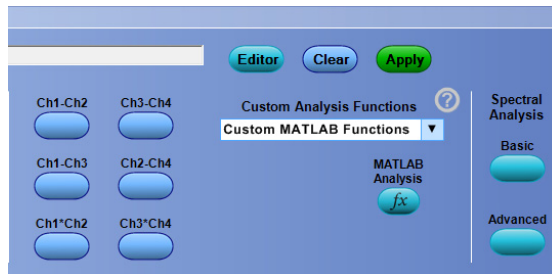 Editor Clear Apply
Ch1-Ch2 Ch3-Ch4 Custom Analysis Functions ? Spectral
Analysis
Custom MATLAB Functions ▼
Basic
Ch1-Ch3 Ch2-Ch4 MATLAB
Analysis
fx
Ch1*Ch2 Ch3*Ch4 Advanced